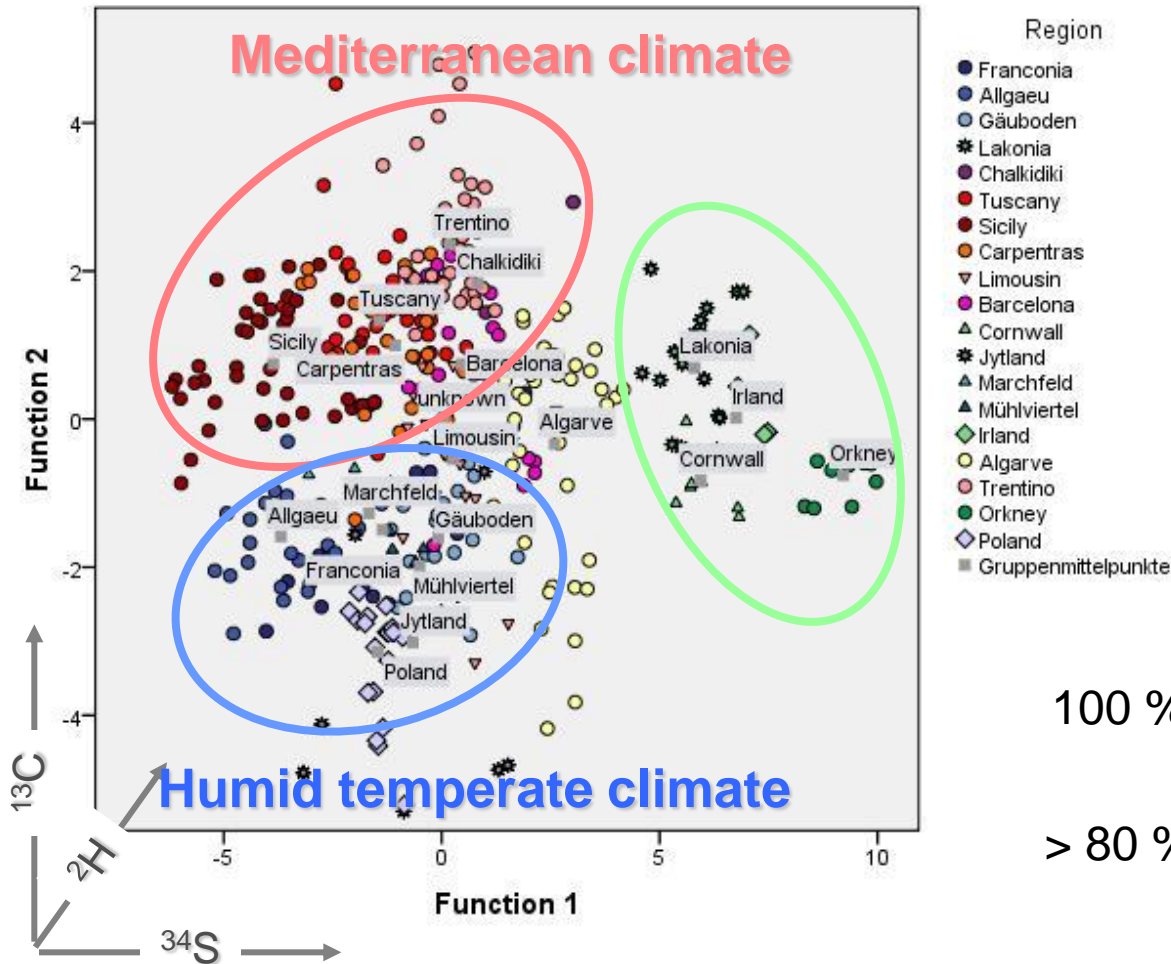 Mediterranean climate
4
2
0
-2
-4
Function 2
Trentino
Chalkidiki
Tuscany
Sicily
Carpentras
Barcelona
unknown
Limousin
Algarve
Lakonia
Irland
Cornwall
Orkney
Marchfeld
Allgaeu
Gäuboden
Franconia
Mühlviertel
Jytland
Poland
Humid temperate climate
-5
0
5
10
Function 1
13C
2H
34S
Region
Franconia
Allgaeu
Gäuboden
Lakonia
Chalkidiki
Tuscany
Sicily
Carpentras
Limousin
Barcelona
Cornwall
Jytland
Marchfeld
Mühlviertel
Irland
Algarve
Trentino
Orkney
Poland
Gruppenmittelpunkte
100 %
> 80 %